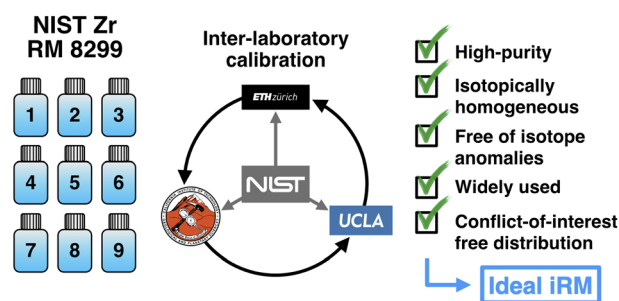 NIST Zr
RM 8299
1
2
3
4
5
6
7
8
9
Inter-laboratory
calibration
ETH zürich
NIST
UCLA
High-purity
Isotopically
homogeneous
Free of isotope
anomalies
Widely used
Conflict-of-interest
free distribution
Ideal iRM